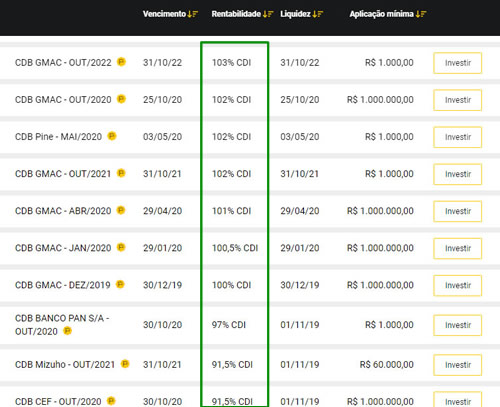 Vencimento Rentabilidade Liquidez Aplicação mínima
CDB GMAC - OUT/2022 P 31/10/22 103% CDI 31/10/22 R$ 1.000,00 Investir
CDB GMAC - OUT/2020 P 25/10/20 102% CDI 25/10/20 R$ 1.000.000,00 Investir
CDB Pine - MAI/2020 P 03/05/20 102% CDI 03/05/20 R$ 1.000,00 Investir
CDB GMAC - OUT/2021 P 31/10/21 102% CDI 31/10/21 R$ 1.000,00 Investir
CDB GMAC - ABR/2020 P 29/04/20 101% CDI 29/04/20 R$ 1.000.000,00 Investir
CDB GMAC - JAN/2020 P 29/01/20 100,5% CDI 29/01/20 R$ 1.000.000,00 Investir
CDB GMAC - DEZ/2019 P 30/12/19 100% CDI 30/12/19 R$ 1.000.000,00 Investir
CDB BANCO PAN S/A -
OUT/2020 P 30/10/20 97% CDI 01/11/19 R$ 1.000,00 Investir
CDB Mizuho - OUT/2021 P 31/10/21 91,5% CDI 01/11/19 R$ 60.000,00 Investir
CDB CEF - OUT/2020 P 30/10/20 91,5% CDI 01/11/19 R$ 1.000.000,00 Investir